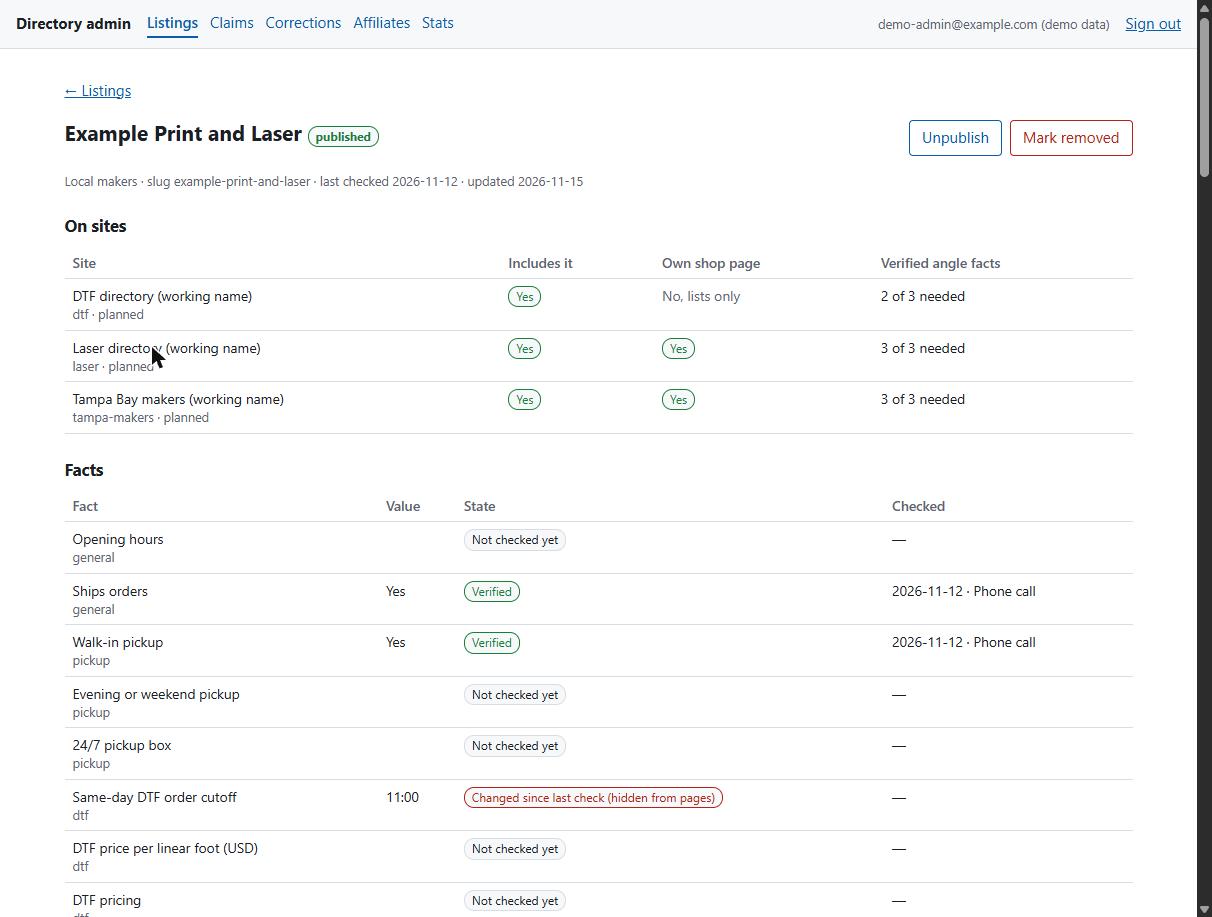 Directory admin Listings Claims Corrections Affiliates Stats demo-admin@example.com (demo data) Sign out
← Listings
Example Print and Laser published Unpublish Mark removed
Local makers · slug example-print-and-laser · last checked 2026-11-12 · updated 2026-11-15
On sites
Site Includes it Own shop page Verified angle facts
DTF directory (working name) Yes No, lists only 2 of 3 needed
dtf · planned
Laser directory (working name) Yes Yes 3 of 3 needed
laser · planned
Tampa Bay makers (working name) Yes Yes 3 of 3 needed
tampa-makers · planned
Facts
Fact Value State Checked
Opening hours Not checked yet —
general
Ships orders Yes Verified 2026-11-12 · Phone call
general
Walk-in pickup Yes Verified 2026-11-12 · Phone call
pickup
Evening or weekend pickup Not checked yet —
pickup
24/7 pickup box Not checked yet —
pickup
Same-day DTF order cutoff 11:00 Changed since last check (hidden from pages) —
dtf
DTF price per linear foot (USD) Not checked yet —
dtf
DTF pricing Not checked yet —
dtf